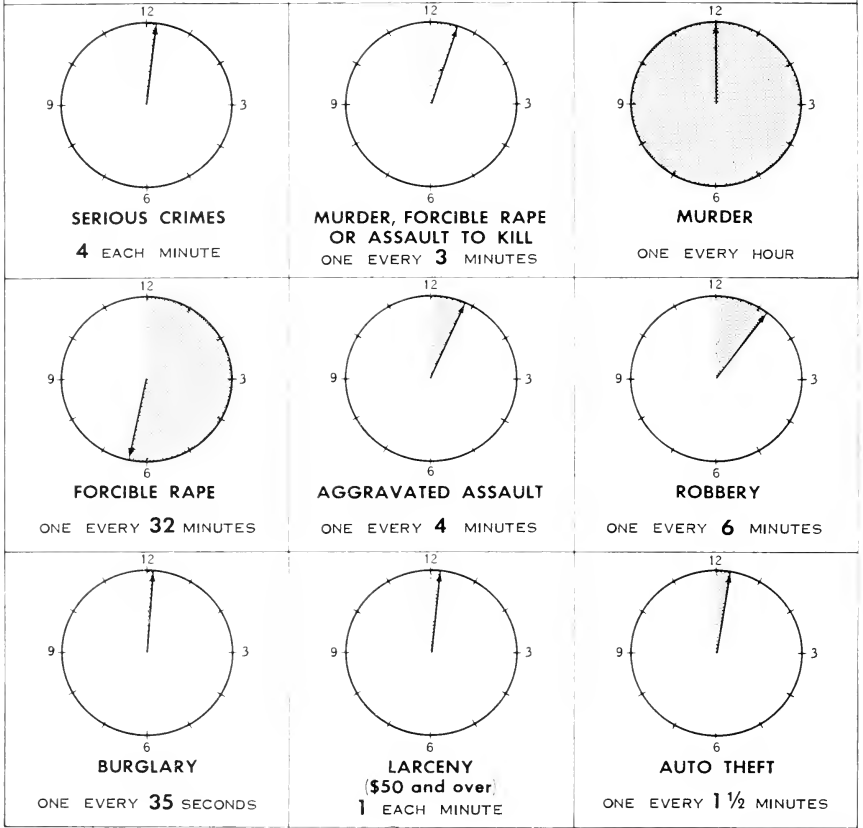 12
9 3
6
SERIOUS CRIMES
4 EACH MINUTE
12
9 3
6
MURDER, FORCIBLE RAPE
OR ASSAULT TO KILL
ONE EVERY 3 MINUTES
12
9 3
6
MURDER
ONE EVERY HOUR
12
9 3
6
FORCIBLE RAPE
ONE EVERY 32 MINUTES
12
9 3
6
AGGRAVATED ASSAULT
ONE EVERY 4 MINUTES
12
9 3
6
ROBBERY
ONE EVERY 6 MINUTES
12
9 3
6
BURGLARY
ONE EVERY 35 SECONDS
12
9 3
6
LARCENY
($50 and over)
1 EACH MINUTE
12
9 3
6
AUTO THEFT
ONE EVERY 1 ½ MINUTES